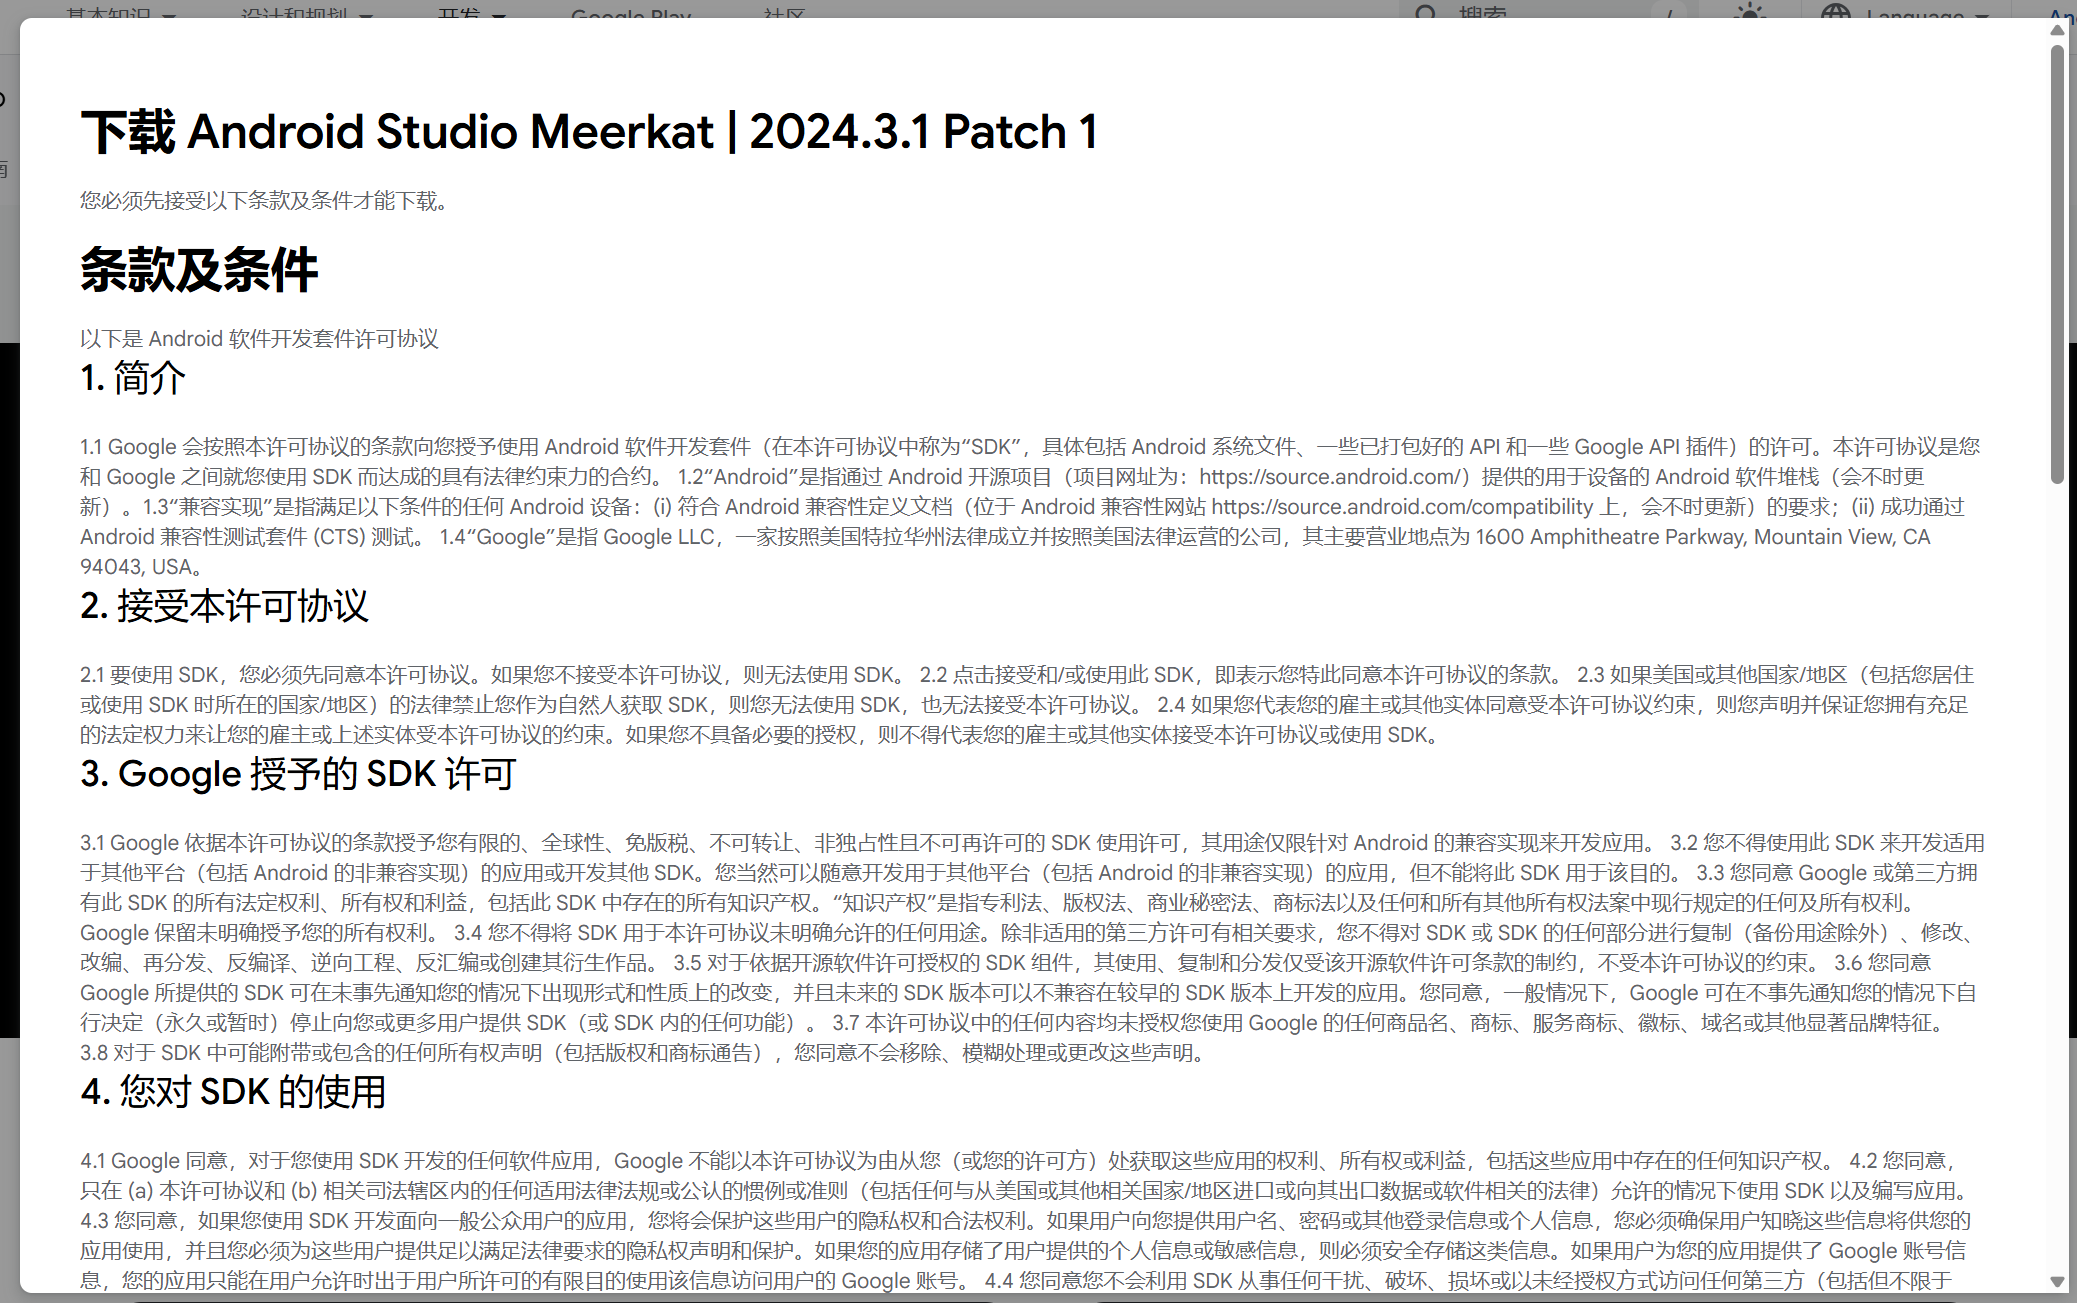 基本知识 设计和规划 开发 Google Play 社区 搜索 / Language
南
下载 Android Studio Meerkat | 2024.3.1 Patch 1
您必须先接受以下条款及条件才能下载。
条款及条件
以下是 Android 软件开发套件许可协议
1. 简介
1.1 Google 会按照本许可协议的条款向您授予使用 Android 软件开发套件（在本许可协议中称为“SDK”，具体包括 Android 系统文件、一些已打包好的 API 和一些 Google API 插件）的许可。本许可协议是您
和 Google 之间就您使用 SDK 而达成的具有法律约束力的合约。 1.2“Android”是指通过 Android 开源项目（项目网址为：https://source.android.com/）提供的用于设备的 Android 软件堆栈（会不时更
新）。1.3“兼容实现”是指满足以下条件的任何 Android 设备：(i) 符合 Android 兼容性定义文档（位于 Android 兼容性网站 https://source.android.com/compatibility 上，会不时更新）的要求；(ii) 成功通过
Android 兼容性测试套件 (CTS) 测试。 1.4“Google”是指 Google LLC，一家按照美国特拉华州法律成立并按照美国法律运营的公司，其主要营业地点为 1600 Amphitheatre Parkway, Mountain View, CA
94043, USA。
2. 接受本许可协议
2.1 要使用 SDK，您必须先同意本许可协议。如果您不接受本许可协议，则无法使用 SDK。 2.2 点击接受和/或使用此 SDK，即表示您特此同意本许可协议的条款。 2.3 如果美国或其他国家/地区（包括您居住
或使用 SDK 时所在的国家/地区）的法律禁止您作为自然人获取 SDK，则您无法使用 SDK，也无法接受本许可协议。 2.4 如果您代表您的雇主或其他实体同意受本许可协议约束，则您声明并保证您拥有充足
的法定权力来让您的雇主或上述实体受本许可协议的约束。如果您不具备必要的授权，则不得代表您的雇主或其他实体接受本许可协议或使用 SDK。
3. Google 授予的 SDK 许可
3.1 Google 依据本许可协议的条款授予您有限的、全球性、免版税、不可转让、非独占性且不可再许可的 SDK 使用许可，其用途仅限针对 Android 的兼容实现来开发应用。 3.2 您不得使用此 SDK 来开发适用
于其他平台（包括 Android 的非兼容实现）的应用或开发其他 SDK。您当然可以随意开发用于其他平台（包括 Android 的非兼容实现）的应用，但不能将此 SDK 用于该目的。 3.3 您同意 Google 或第三方拥
有此 SDK 的所有法定权利、所有权和利益，包括此 SDK 中存在的所有知识产权。“知识产权”是指专利法、版权法、商业秘密法、商标法以及任何和所有其他所有权法案中现行规定的任何及所有权利。
Google 保留未明确授予您的所有权利。 3.4 您不得将 SDK 用于本许可协议未明确允许的任何用途。除非适用的第三方许可有相关要求，您不得对 SDK 或 SDK 的任何部分进行复制（备份用途除外）、修改、
改编、再分发、反编译、逆向工程、反汇编或创建其衍生作品。 3.5 对于依据开源软件许可授权的 SDK 组件，其使用、复制和分发仅受该开源软件许可条款的制约，不受本许可协议的约束。 3.6 您同意
Google 所提供的 SDK 可在未事先通知您的情况下出现形式和性质上的改变，并且未来的 SDK 版本可以不兼容在较早的 SDK 版本上开发的应用。您同意，一般情况下，Google 可在不事先通知您的情况下自
行决定（永久或暂时）停止向您或更多用户提供 SDK（或 SDK 内的任何功能）。 3.7 本许可协议中的任何内容均未授权您使用 Google 的任何商品名、商标、服务商标、徽标、域名或其他显著品牌特征。
3.8 对于 SDK 中可能附带或包含的任何所有权声明（包括版权和商标通告），您同意不会移除、模糊处理或更改这些声明。
4. 您对 SDK 的使用
4.1 Google 同意，对于您使用 SDK 开发的任何软件应用，Google 不能以本许可协议为由从您（或您的许可方）处获取这些应用的权利、所有权或利益，包括这些应用中存在的任何知识产权。 4.2 您同意，
只在 (a) 本许可协议和 (b) 相关司法辖区内的任何适用法律法规或公认的惯例或准则（包括任何与从美国或其他相关国家/地区进口或向其出口数据或软件相关的法律）允许的情况下使用 SDK 以及编写应用。
4.3 您同意，如果您使用 SDK 开发面向一般公众用户的应用，您将会保护这些用户的隐私权和合法权利。如果用户向您提供用户名、密码或其他登录信息或个人信息，您必须确保用户知晓这些信息将供您的
应用使用，并且您必须为这些用户提供足以满足法律要求的隐私权声明和保护。如果您的应用存储了用户提供的个人信息或敏感信息，则必须安全存储这类信息。如果用户为您的应用提供了 Google 账号信
息，您的应用只能在用户允许时出于用户所许可的有限目的使用该信息访问用户的 Google 账号。 4.4 您同意您不会利用 SDK 从事任何干扰、破坏、损坏或以未经授权方式访问任何第三方（包括但不限于